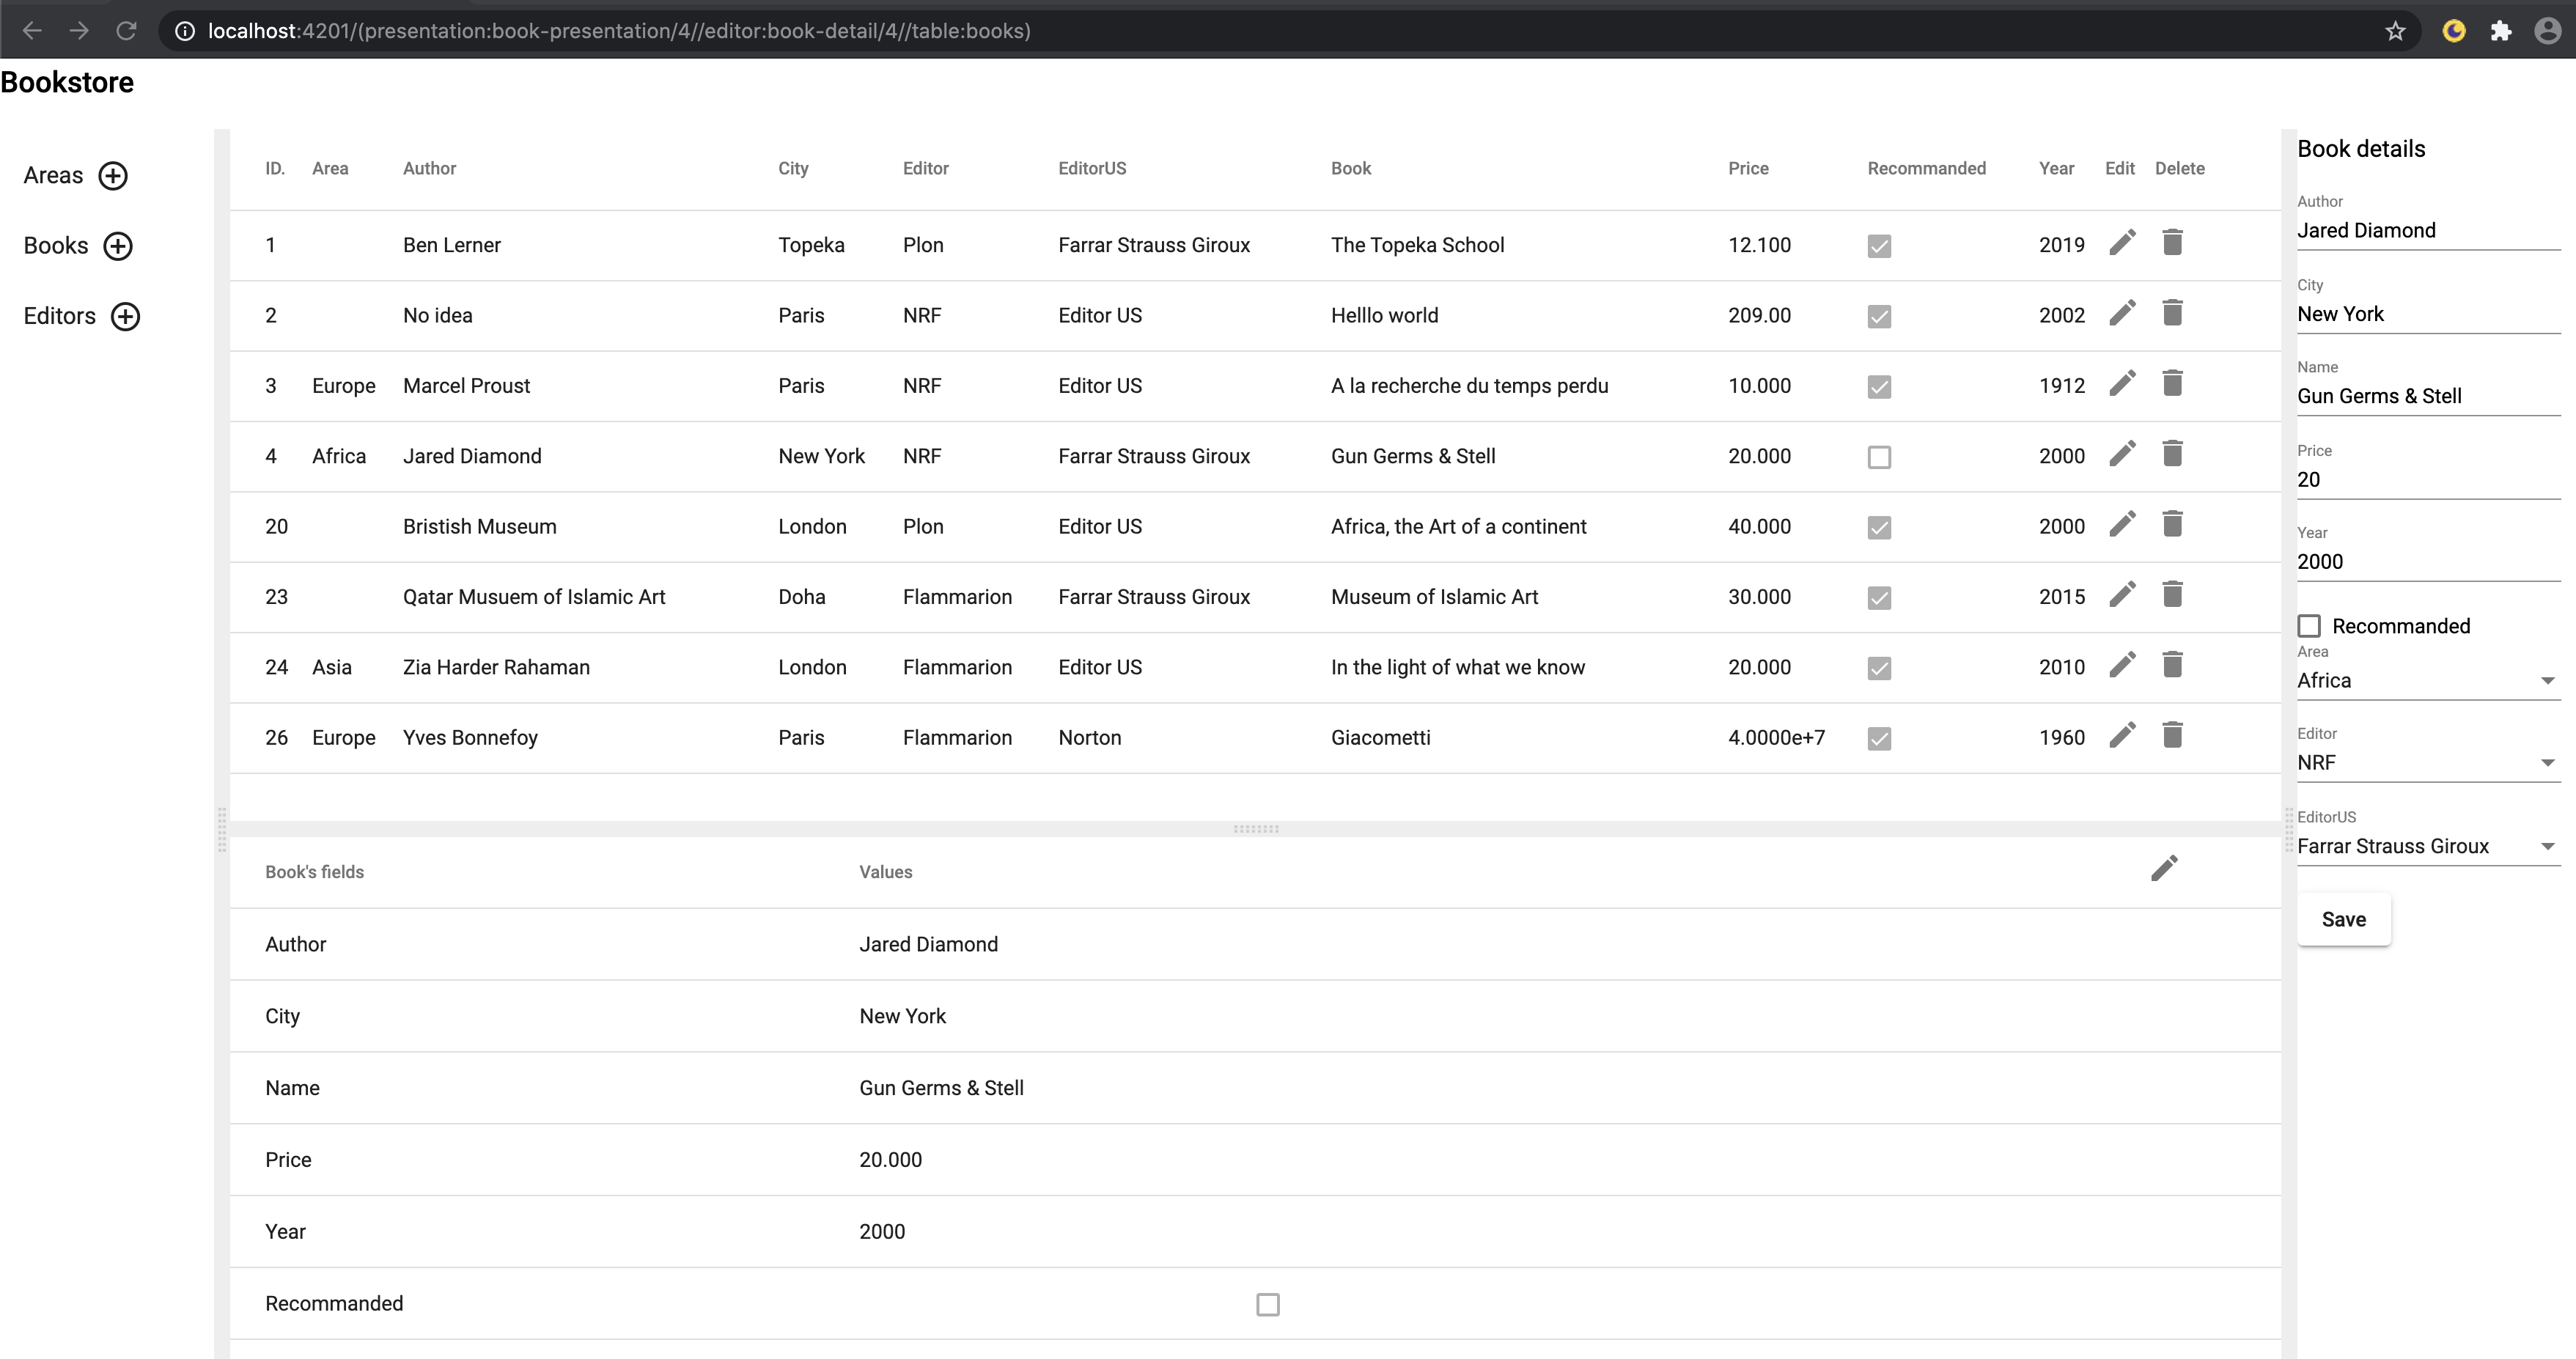 localhost:4201/(presentation:book-presentation/4//editor:book-detail/4//table:books)
Bookstore
Areas
Books
Editors
ID. Area Author City Editor EditorUS Book Price Recommanded Year Edit Delete
1 Ben Lerner Topeka Plon Farrar Strauss Giroux The Topeka School 12.100 2019
2 No idea Paris NRF Editor US Helllo world 209.00 2002
3 Europe Marcel Proust Paris NRF Editor US A la recherche du temps perdu 10.000 1912
4 Africa Jared Diamond New York NRF Farrar Strauss Giroux Gun Germs & Stell 20.000 2000
20 Bristish Museum London Plon Editor US Africa, the Art of a continent 40.000 2000
23 Qatar Musuem of Islamic Art Doha Flammarion Farrar Strauss Giroux Museum of Islamic Art 30.000 2015
24 Asia Zia Harder Rahaman London Flammarion Editor US In the light of what we know 20.000 2010
26 Europe Yves Bonnefoy Paris Flammarion Norton Giacometti 4.0000e+7 1960
Book's fields Values
Author Jared Diamond
City New York
Name Gun Germs & Stell
Price 20.000
Year 2000
Recommanded
Book details
Author
Jared Diamond
City
New York
Name
Gun Germs & Stell
Price
20
Year
2000
Recommanded
Area
Africa
Editor
NRF
EditorUS
Farrar Strauss Giroux
Save